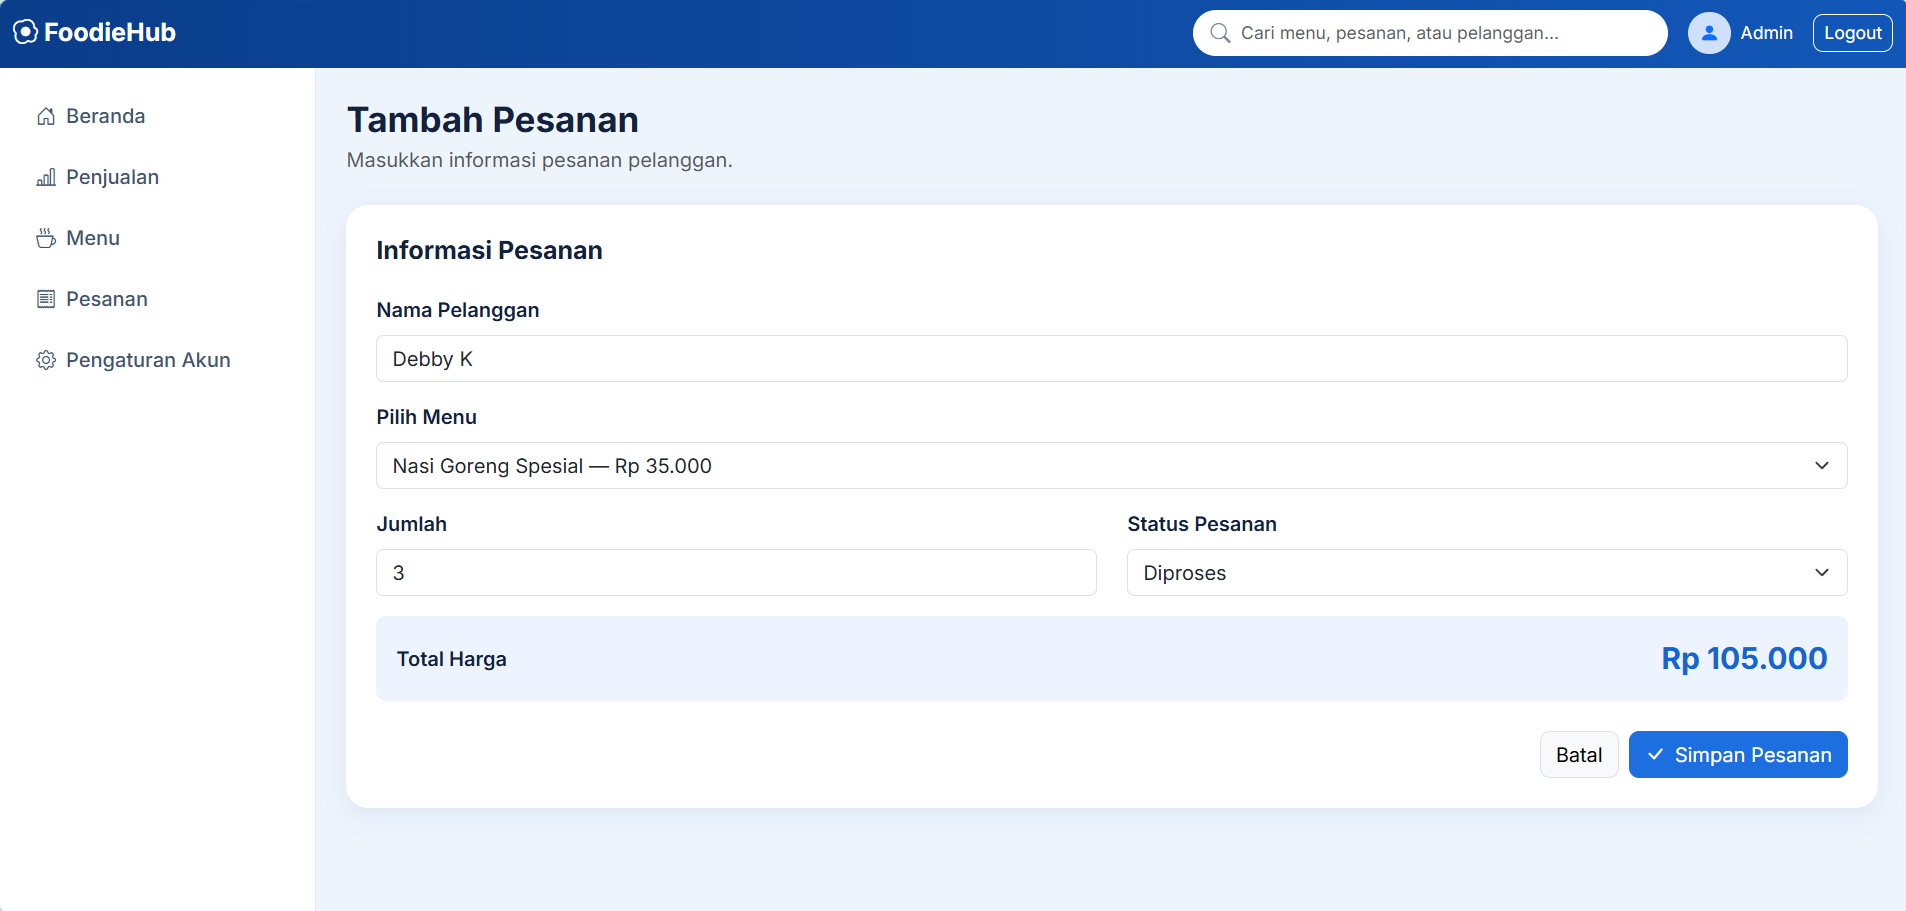 FoodieHub
Cari menu, pesanan, atau pelanggan...
Admin
Logout
Beranda
Penjualan
Menu
Pesanan
Pengaturan Akun
Tambah Pesanan
Masukkan informasi pesanan pelanggan.
Informasi Pesanan
Nama Pelanggan
Debby K
Pilih Menu
Nasi Goreng Spesial — Rp 35.000
Jumlah
3
Status Pesanan
Diproses
Total Harga
Rp 105.000
Batal
Simpan Pesanan